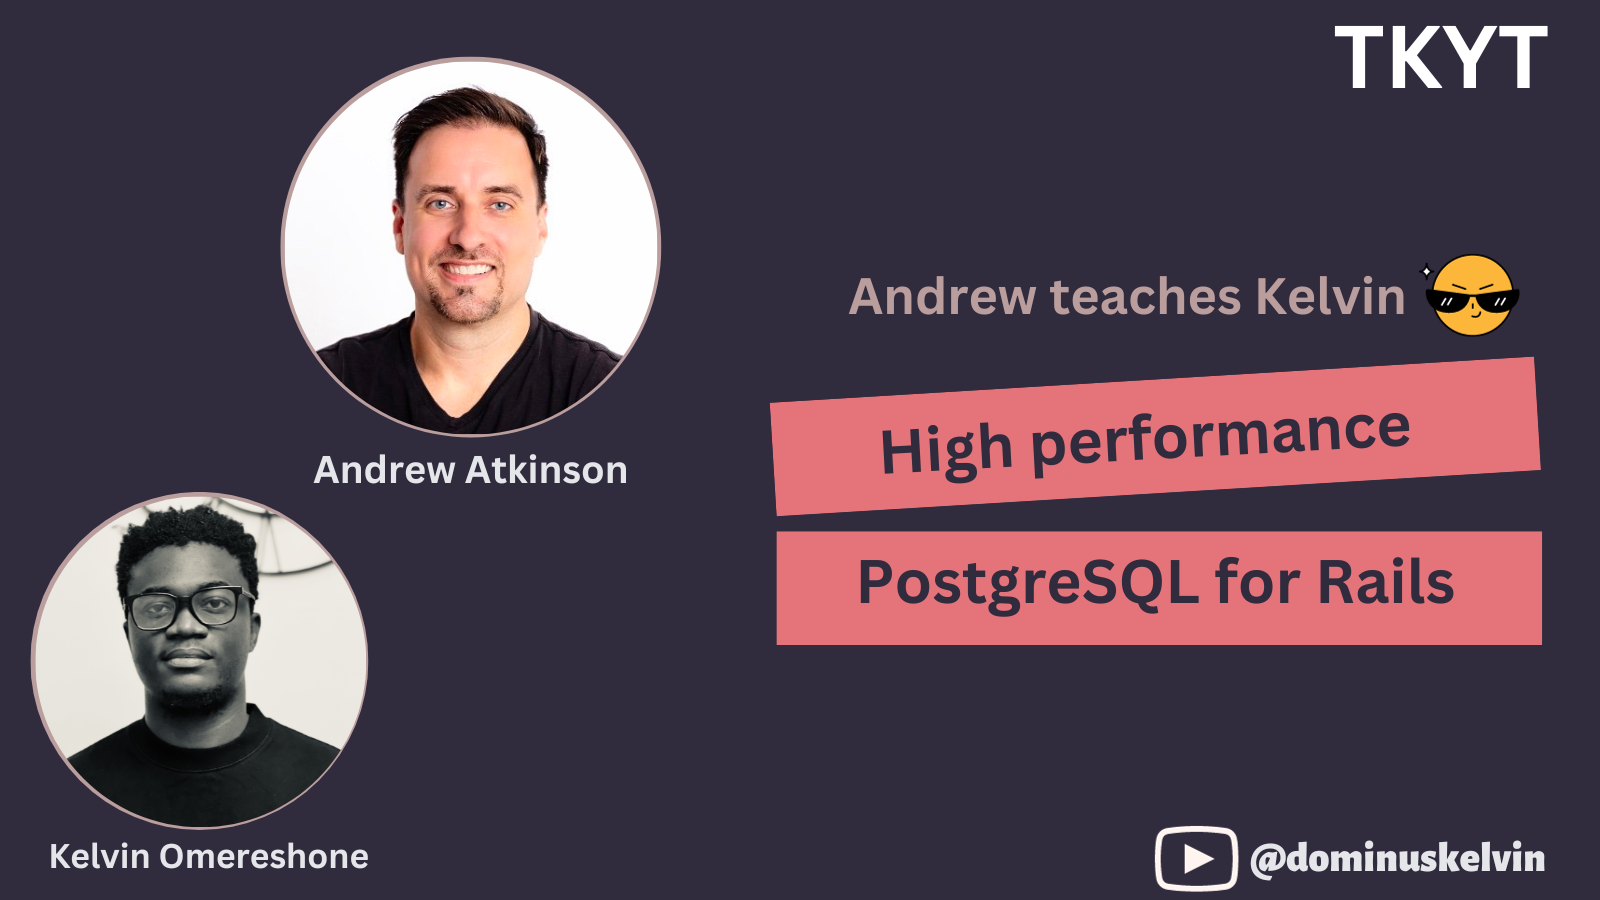 TKYT
Andrew teaches Kelvin
High performance
PostgreSQL for Rails
Andrew Atkinson
Kelvin Omereshone
@dominuskelvin